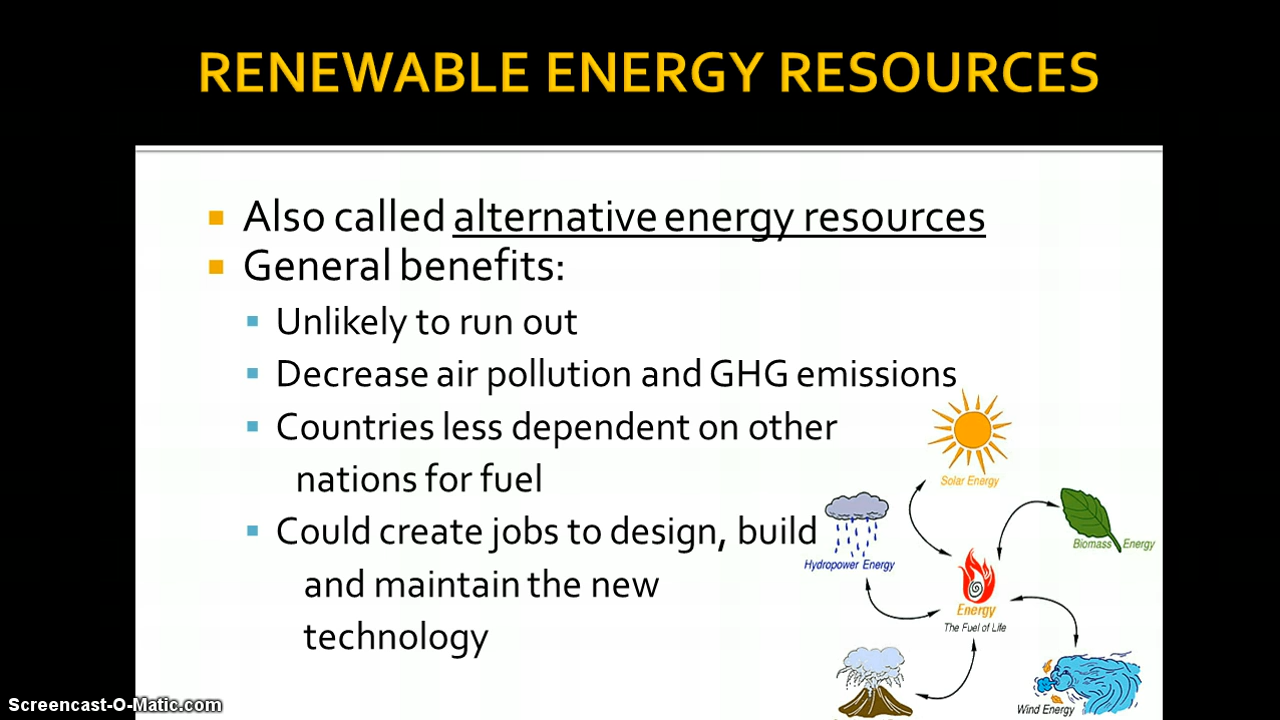 RENEWABLE ENERGY RESOURCES
Also called alternative energy resources
General benefits:
Unlikely to run out
Decrease air pollution and GHG emissions
Countries less dependent on other
nations for fuel
Could create jobs to design, build
and maintain the new
technology
Solar Energy
Biomass Energy
Hydropower Energy
Energy
The Fuel of Life
Wind Energy
Screencast-O-Matic.com